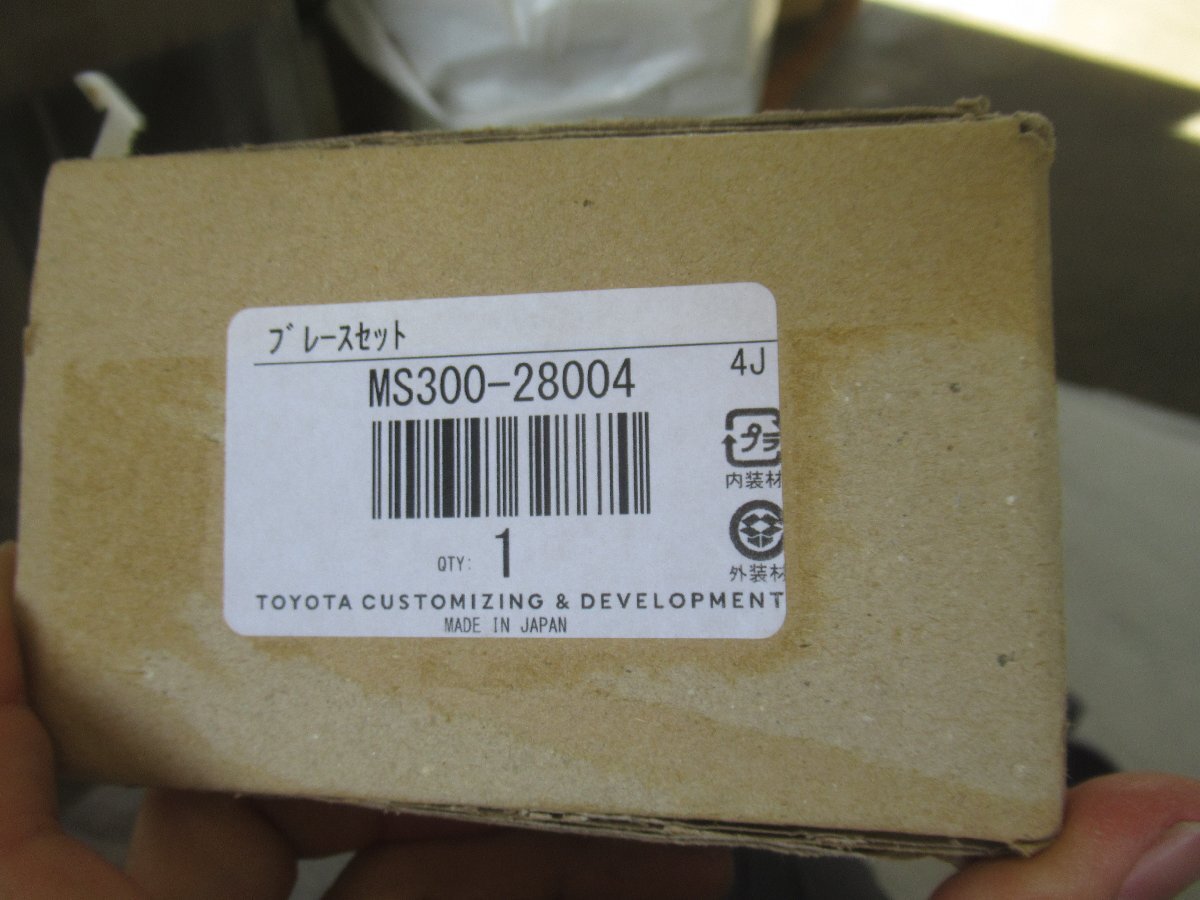 ブレースセット
MS300-28004
4J
プラ
内装材
QTY: 1
外装材
TOYOTA CUSTOMIZING & DEVELOPMENT
MADE IN JAPAN